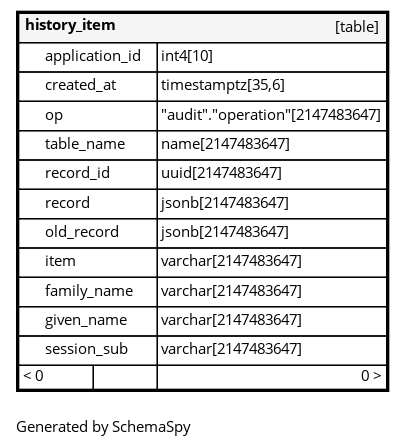 history_item [table]
application_id int4[10]
created_at timestamptz[35,6]
op "audit"."operation"[2147483647]
table_name name[2147483647]
record_id uuid[2147483647]
record jsonb[2147483647]
old_record jsonb[2147483647]
item varchar[2147483647]
family_name varchar[2147483647]
given_name varchar[2147483647]
session_sub varchar[2147483647]
< 0 0 >
Generated by SchemaSpy